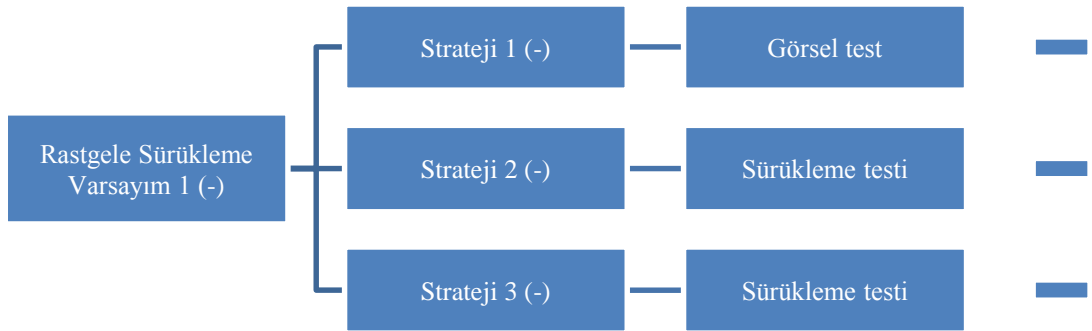 Strateji 1 (-)
Görsel test
Rastgele Sürükleme
Varsayım 1 (-)
Strateji 2 (-)
Sürükleme testi
Strateji 3 (-)
Sürükleme testi